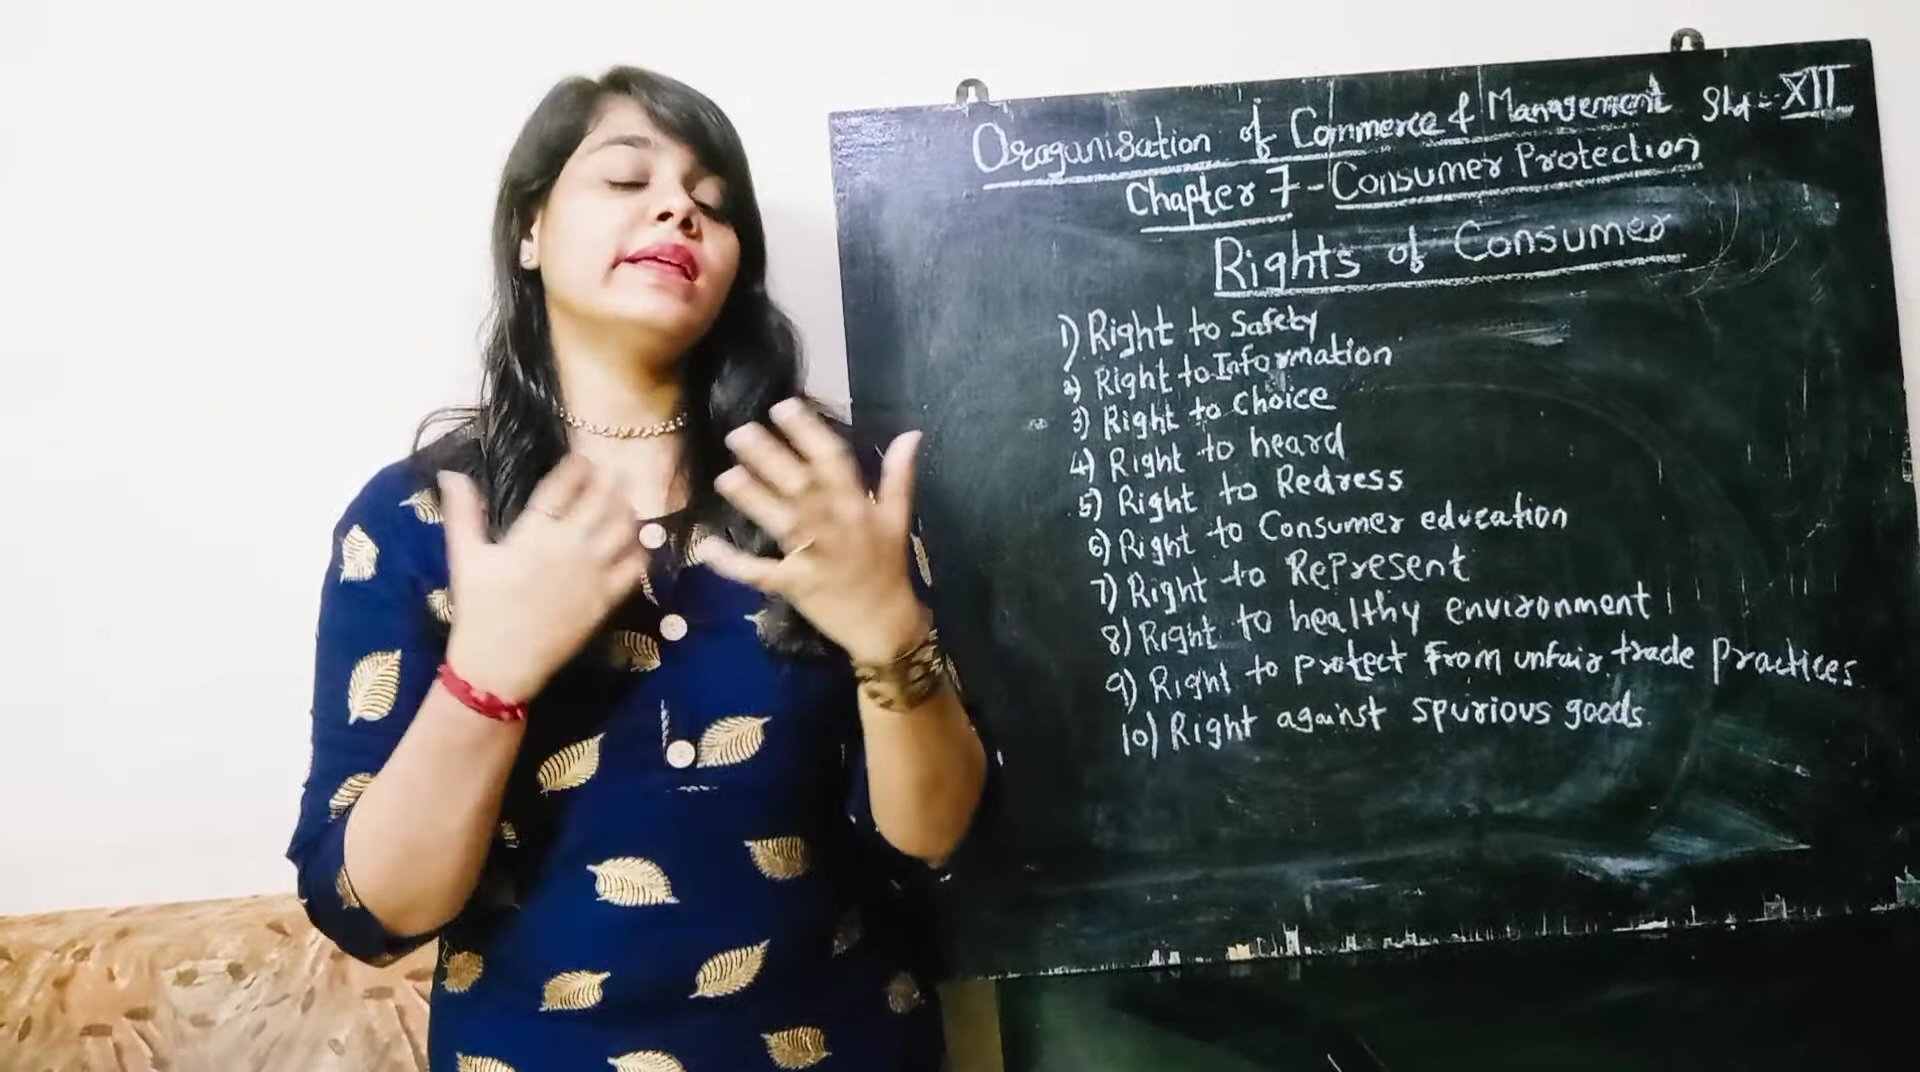 Oraganisation of Commerce & Management Std - XII
Chapter 7 - Consumer Protection
Rights of Consumer
1) Right to Safety
2) Right to Information
3) Right to Choice
4) Right to heard
5) Right to Redress
6) Right to Consumer education
7) Right to Represent
8) Right to healthy environment
9) Right to protect from unfair trade practices.
10) Right against spurious goods.